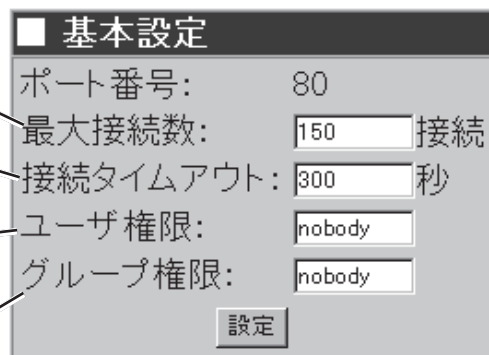 ■ 基本設定
ポート番号: 80
最大接続数: 150 接続
接続タイムアウト: 300 秒
ユーザ権限: nobody
グループ権限: nobody
設定